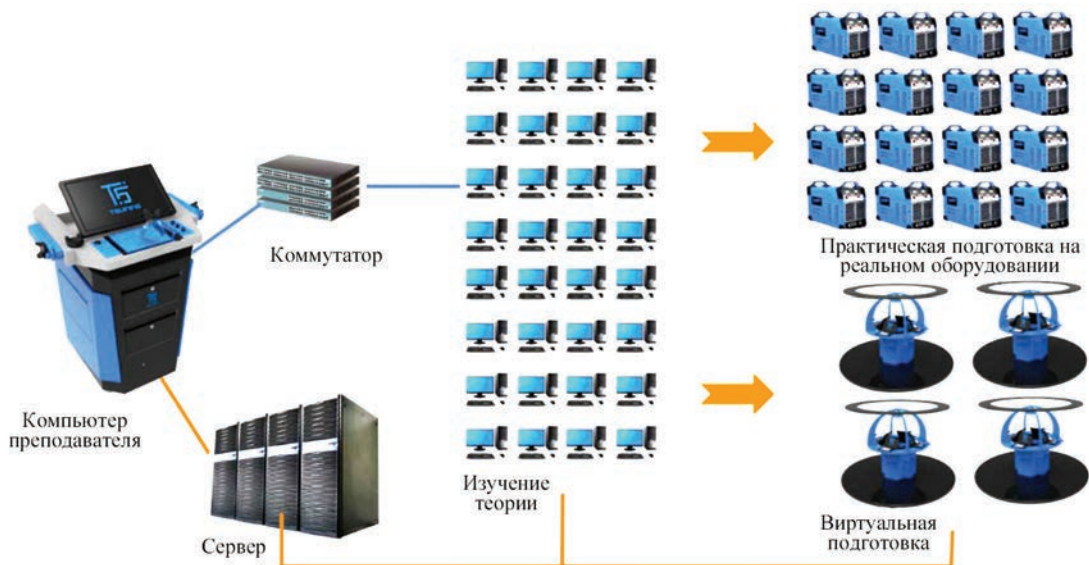 Коммутатор
Компьютер
преподавателя
Сервер
Изучение
теории
Практическая подготовка на
реальном оборудовании
Виртуальная
подготовка